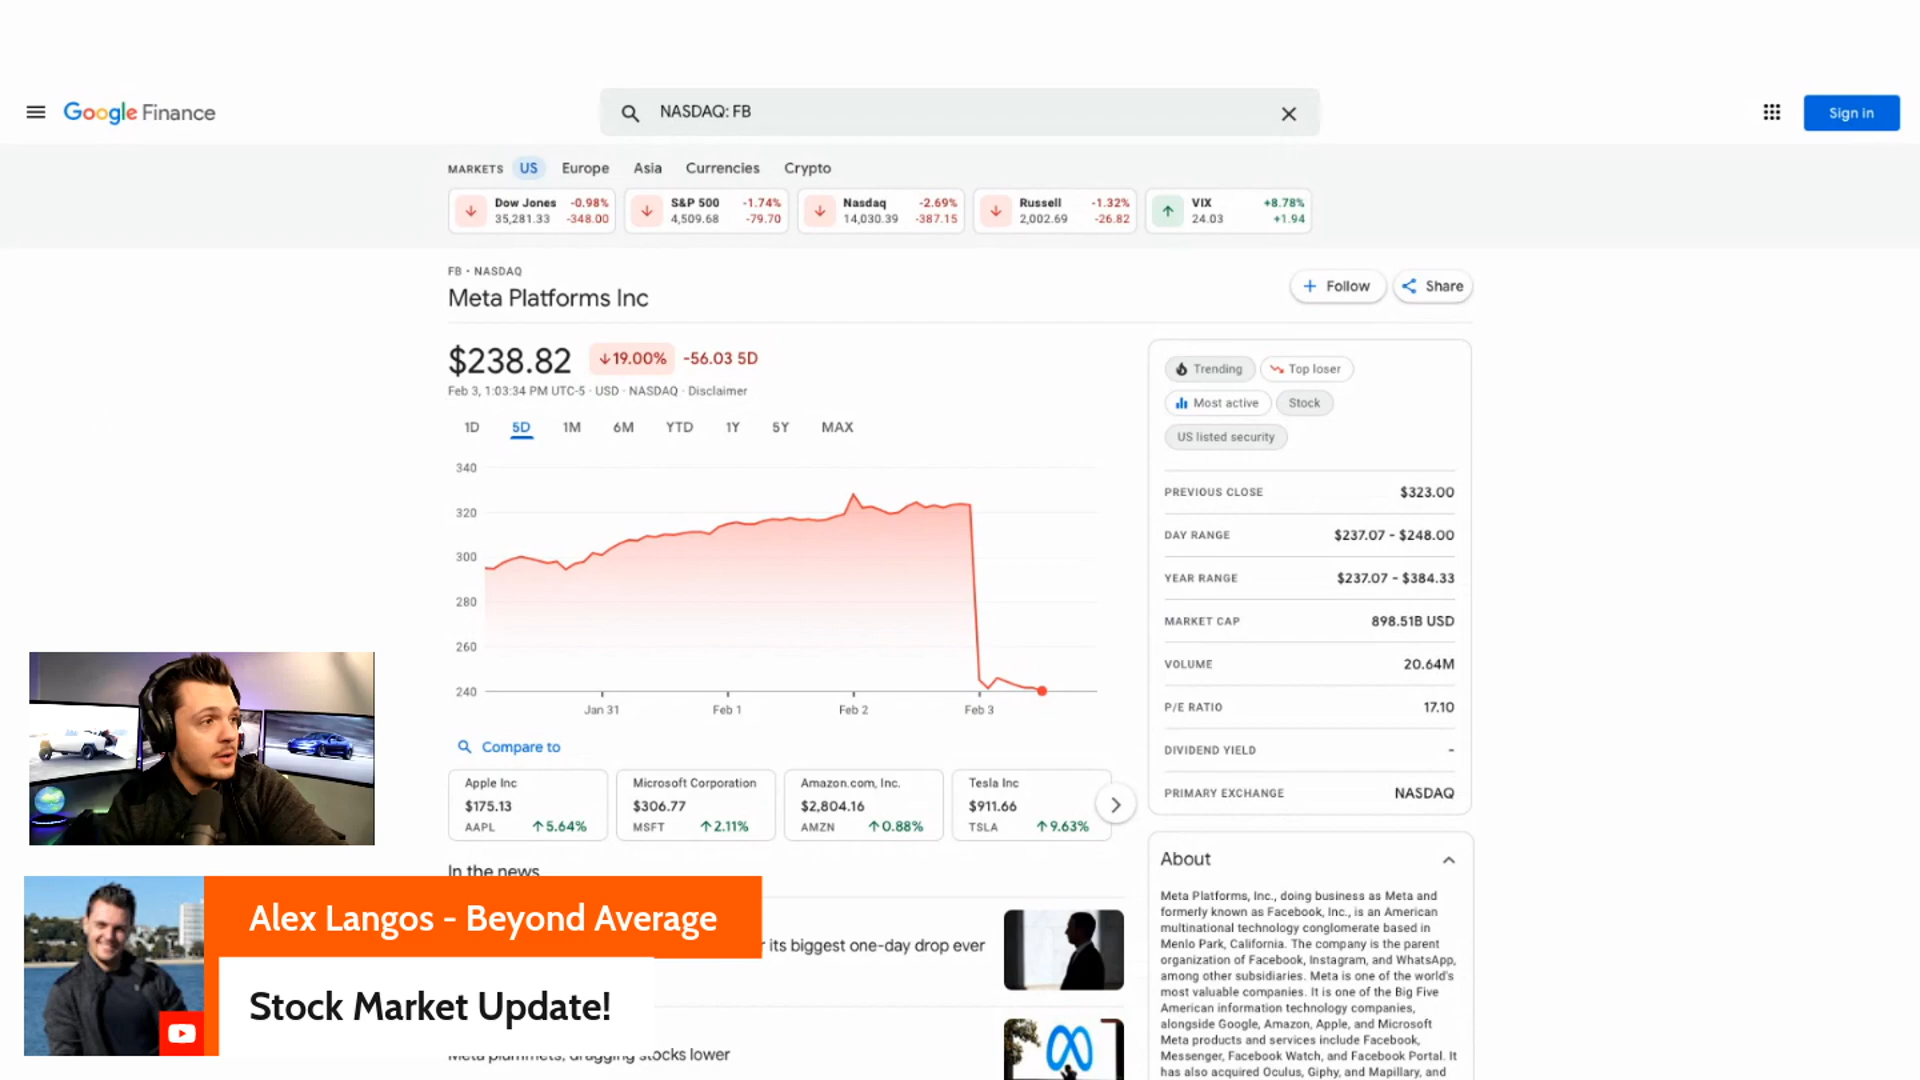 Google Finance
NASDAQ: FB
Sign in
MARKETS US Europe Asia Currencies Crypto
Dow Jones -0.98%
35,281.33 -348.00
S&P 500 -1.74%
4,509.68 -79.70
Nasdaq -2.69%
14,030.39 -387.15
Russell -1.32%
2,002.69 -26.82
VIX +8.78%
24.03 +1.94
FB • NASDAQ
Meta Platforms Inc
Follow
Share
$238.82 ↓19.00% -56.03 5D
Feb 3, 1:03:34 PM UTC-5 · USD · NASDAQ · Disclaimer
1D 5D 1M 6M YTD 1Y 5Y MAX
340
320
300
280
260
240
Jan 31 Feb 1 Feb 2 Feb 3
Compare to
Apple Inc
$175.13
AAPL ↑5.64%
Microsoft Corporation
$306.77
MSFT ↑2.11%
Amazon.com, Inc.
$2,804.16
AMZN ↑0.88%
Tesla Inc
$911.66
TSLA ↑9.63%
In the news
its biggest one-day drop ever
Meta plummets, dragging stocks lower
Trending Top loser
Most active Stock
US listed security
PREVIOUS CLOSE $323.00
DAY RANGE $237.07 - $248.00
YEAR RANGE $237.07 - $384.33
MARKET CAP 898.51B USD
VOLUME 20.64M
P/E RATIO 17.10
DIVIDEND YIELD -
PRIMARY EXCHANGE NASDAQ
About
Meta Platforms, Inc., doing business as Meta and
formerly known as Facebook, Inc., is an American
multinational technology conglomerate based in
Menlo Park, California. The company is the parent
organization of Facebook, Instagram, and WhatsApp,
among other subsidiaries. Meta is one of the world's
most valuable companies. It is one of the Big Five
American information technology companies,
alongside Google, Amazon, Apple, and Microsoft
Meta products and services include Facebook,
Messenger, Facebook Watch, and Facebook Portal. It
has also acquired Oculus, Giphy, and Mapillary, and
Alex Langos - Beyond Average
Stock Market Update!